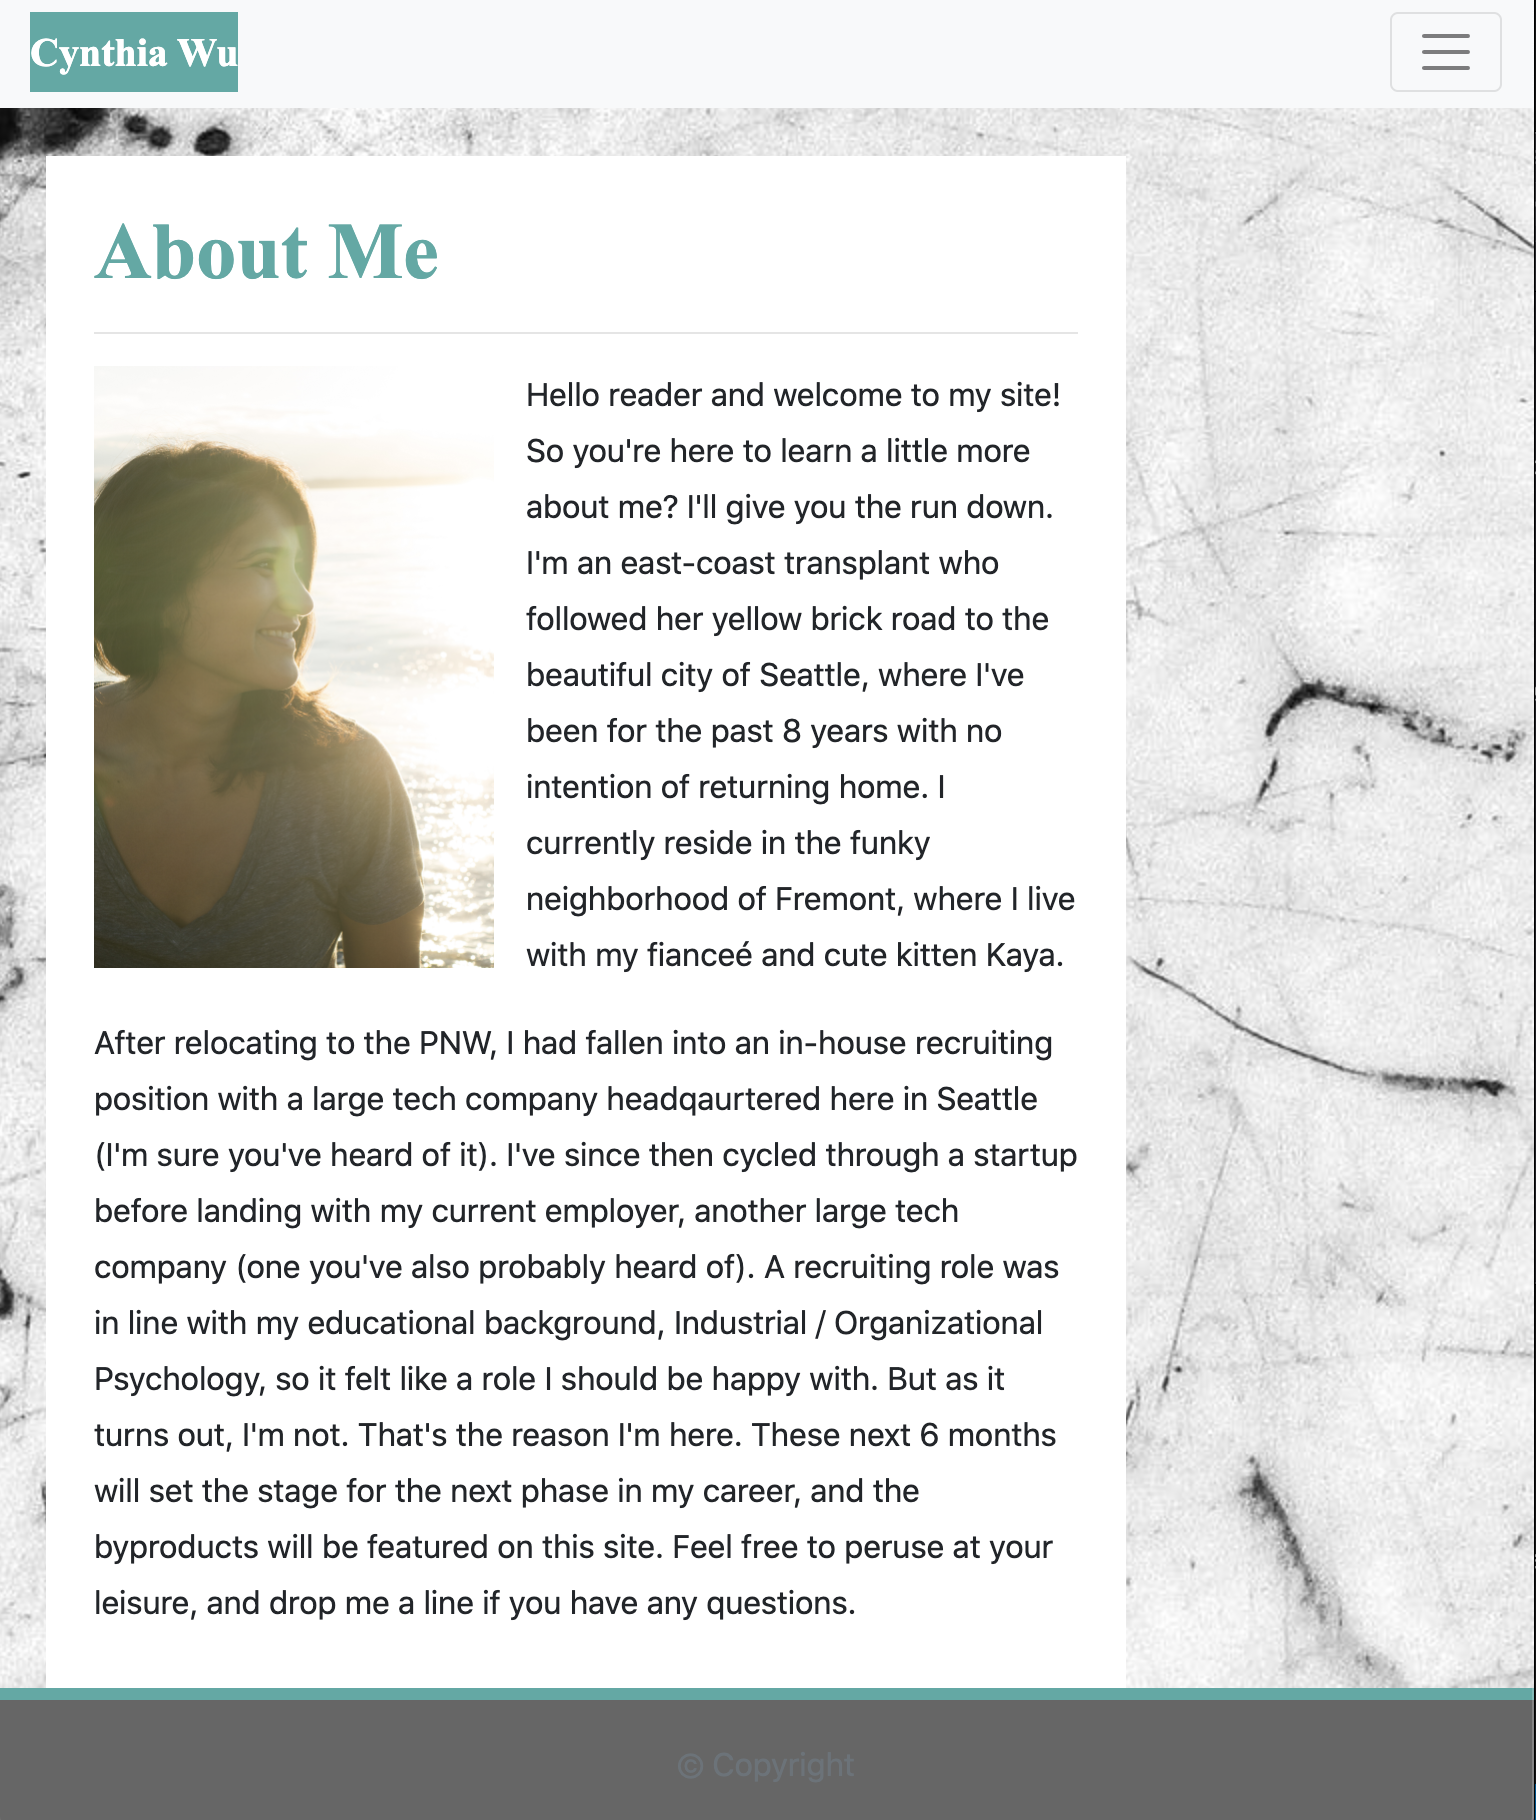 Cynthia Wu
About Me
Hello reader and welcome to my site!
So you're here to learn a little more
about me? I'll give you the run down.
I'm an east-coast transplant who
followed her yellow brick road to the
beautiful city of Seattle, where I've
been for the past 8 years with no
intention of returning home. I
currently reside in the funky
neighborhood of Fremont, where I live
with my fianceé and cute kitten Kaya.
After relocating to the PNW, I had fallen into an in-house recruiting
position with a large tech company headqaurtered here in Seattle
(I'm sure you've heard of it). I've since then cycled through a startup
before landing with my current employer, another large tech
company (one you've also probably heard of). A recruiting role was
in line with my educational background, Industrial / Organizational
Psychology, so it felt like a role I should be happy with. But as it
turns out, I'm not. That's the reason I'm here. These next 6 months
will set the stage for the next phase in my career, and the
byproducts will be featured on this site. Feel free to peruse at your
leisure, and drop me a line if you have any questions.
© Copyright